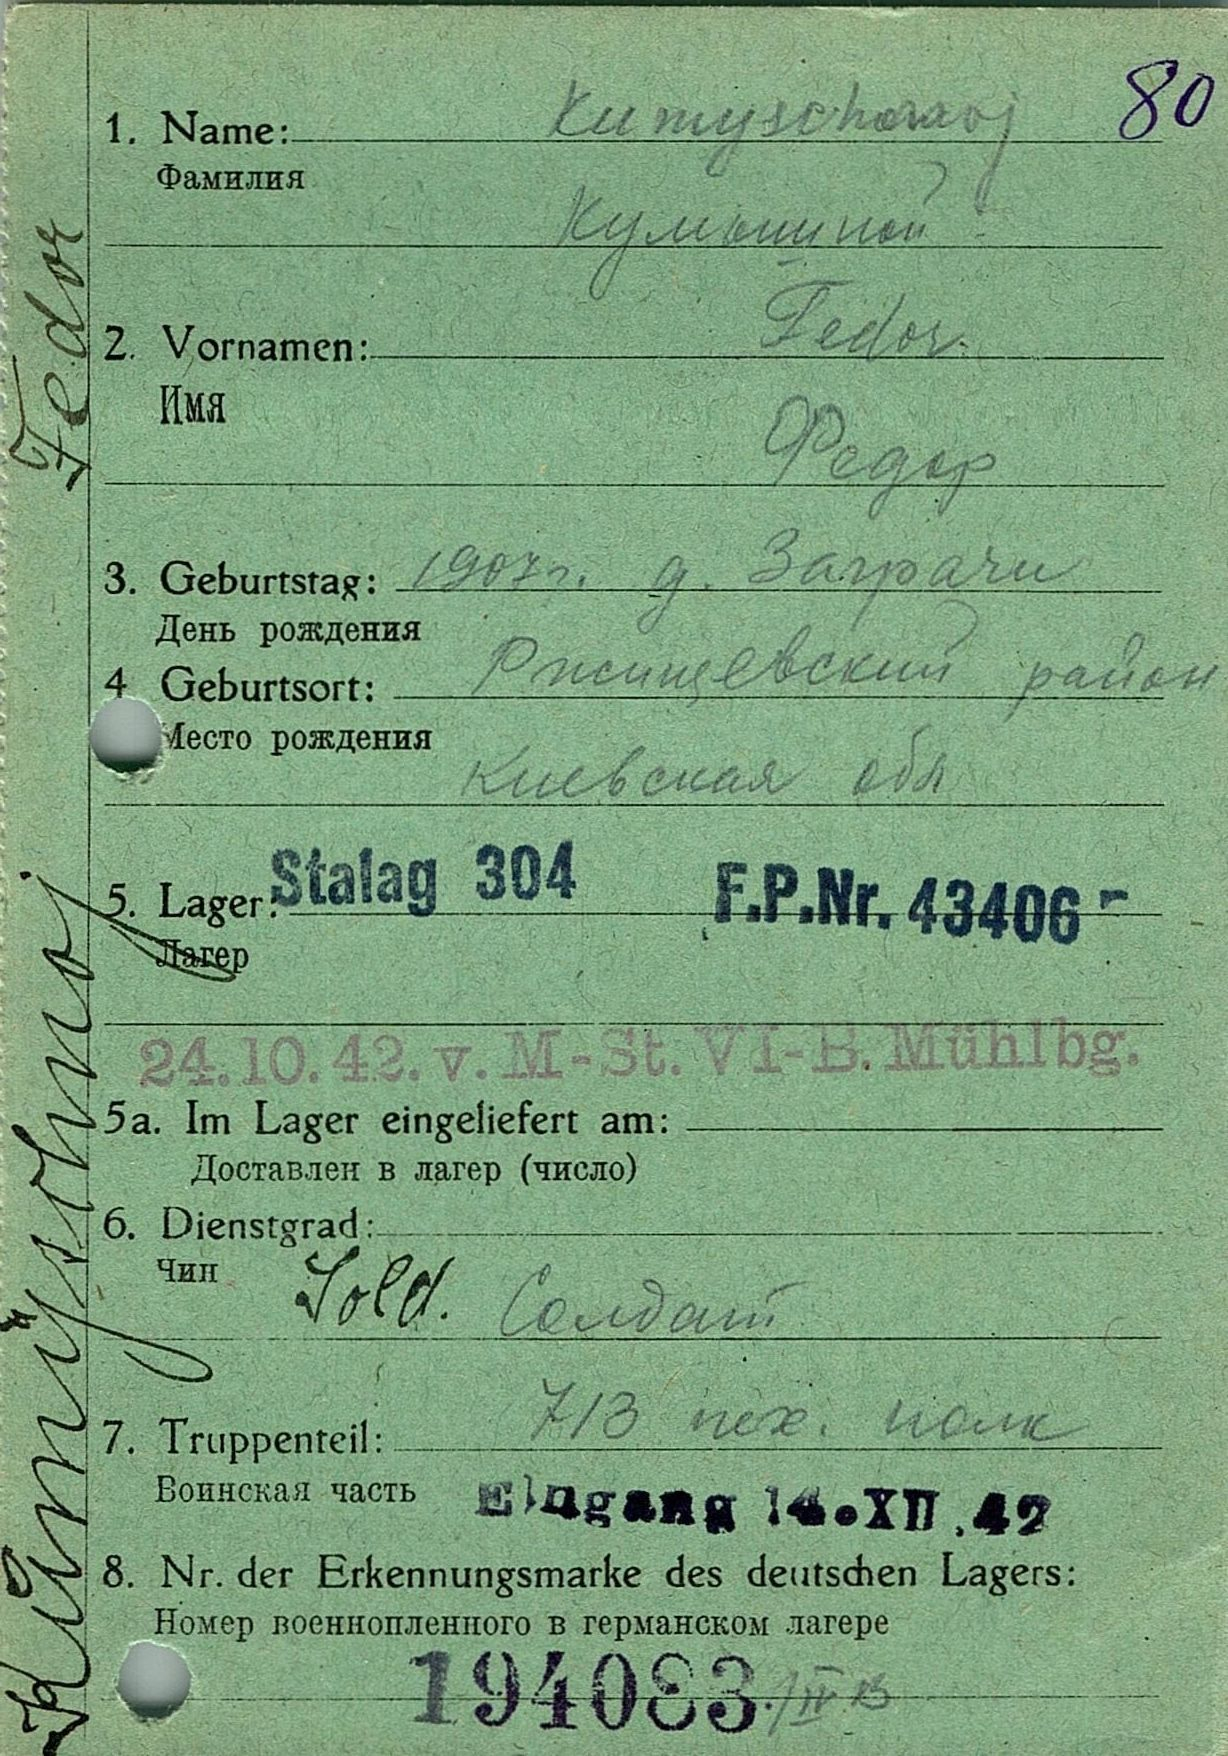 80
1. Name:
Фамилия
2. Vornamen: Fedor
Имя
Федор
3. Geburtstag: 1907 г. д. Заграчи
День рождения
4 Geburtsort: Ржищевский район
Место рождения
Киевская обл
5. Lager: Stalag 304 F.P.Nr. 43406
Лагер
24.10.42. v. M-St. VI-B. Mühlbg.
5a. Im Lager eingeliefert am:
Доставлен в лагер (число)
6. Dienstgrad:
Чин Sold. Солдат
7. Truppenteil: 713 пех. полк
Воинская часть Eingang 14.XII.42
8. Nr. der Erkennungsmarke des deutschen Lagers:
Номер военнопленного в германском лагере
194083. / IV B
Kümijschnoj Fedor